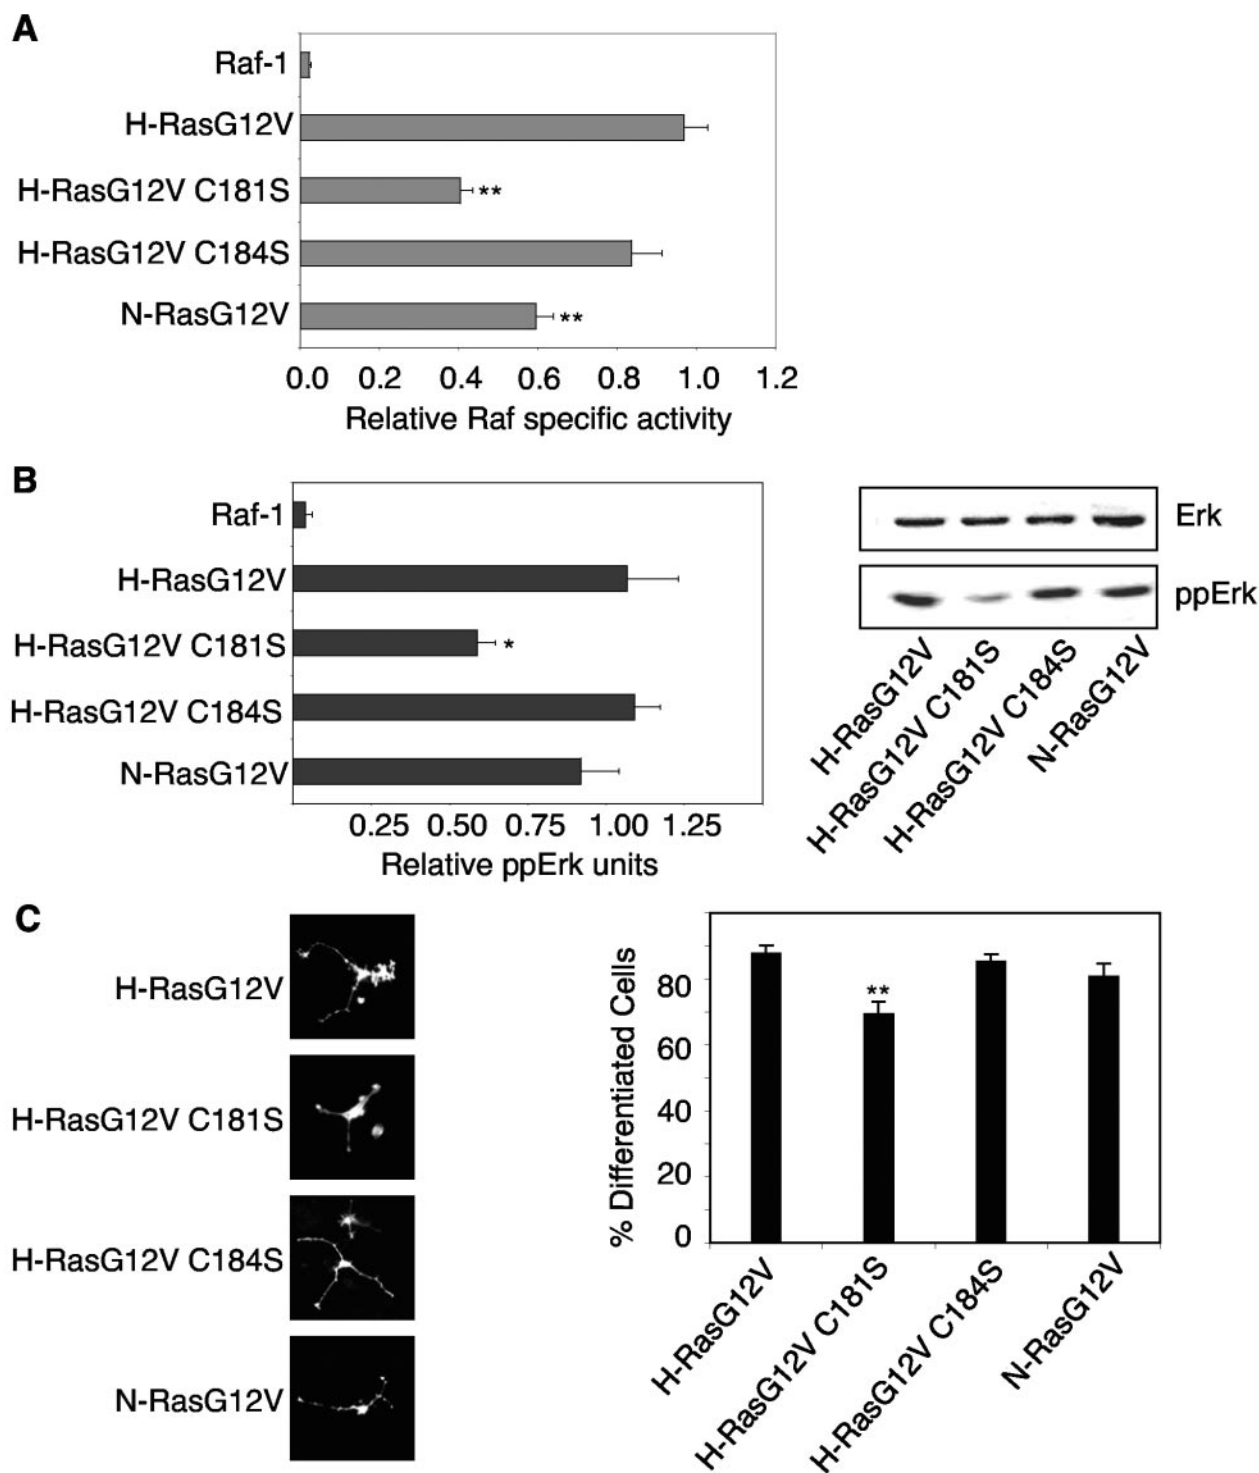 A
Raf-1
H-RasG12V
H-RasG12V C181S
**
H-RasG12V C184S
N-RasG12V
**
0.0 0.2 0.4 0.6 0.8 1.0 1.2
Relative Raf specific activity
B
Raf-1
H-RasG12V
H-RasG12V C181S
*
H-RasG12V C184S
N-RasG12V
0.25 0.50 0.75 1.00 1.25
Relative ppErk units
Erk
ppErk
H-RasG12V
H-RasG12V C181S
H-RasG12V C184S
N-RasG12V
C
H-RasG12V
H-RasG12V C181S
H-RasG12V C184S
N-RasG12V
% Differentiated Cells
80
60
40
20
0
**
H-RasG12V
H-RasG12V C181S
H-RasG12V C184S
N-RasG12V